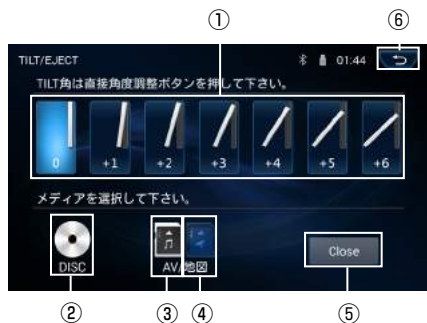 ① ⑥
TILT/EJECT 01:44
TILT角は直接角度調整ボタンを押して下さい。
0 +1 +2 +3 +4 +5 +6
メディアを選択して下さい。
Close
DISC AV/地図
② ③ ④ ⑤